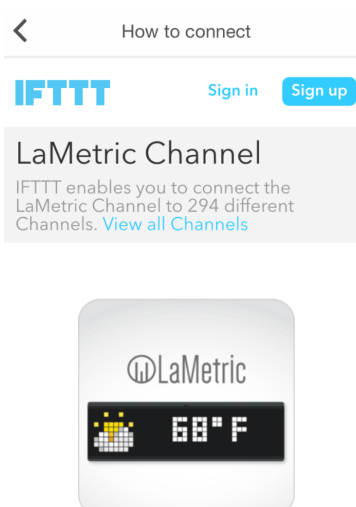 How to connect
IFTTT Sign in Sign up
LaMetric Channel
IFTTT enables you to connect the
LaMetric Channel to 294 different
Channels. View all Channels
LaMetric
68°F